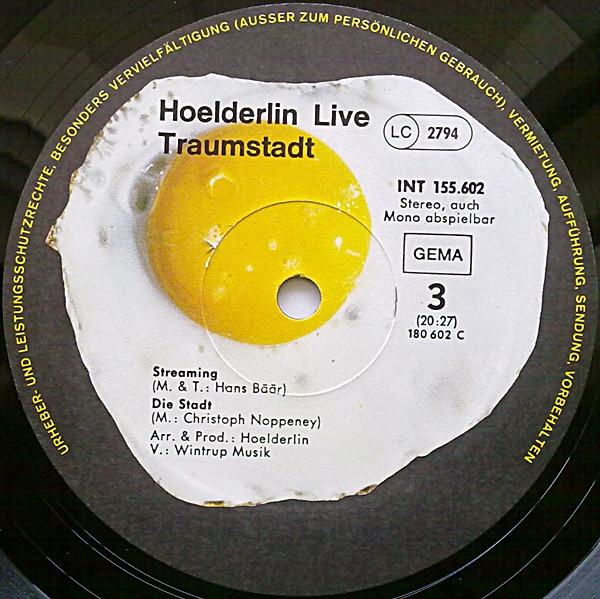 URHEBER- UND LEISTUNGSSCHUTZRECHTE, BESONDERS VERVIELFÄLTIGUNG (AUSSER ZUM PERSÖNLICHEN GEBRAUCH), VERMIETUNG, AUFFÜHRUNG, SENDUNG, VORBEHALTEN
Hoelderlin Live
Traumstadt
LC 2794
INT 155.602
Stereo, auch
Mono abspielbar
GEMA
3
(20:27)
180 602 C
Streaming
(M. & T.: Hans Bäär)
Die Stadt
(M.: Christoph Noppeney)
Arr. & Prod.: Hoelderlin
V.: Wintrup Musik